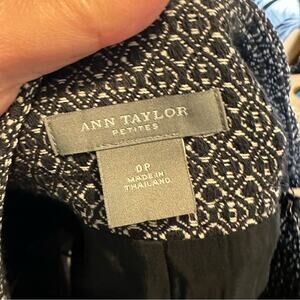 ANN TAYLOR
PETITES
0P
MADE IN
THAILAND